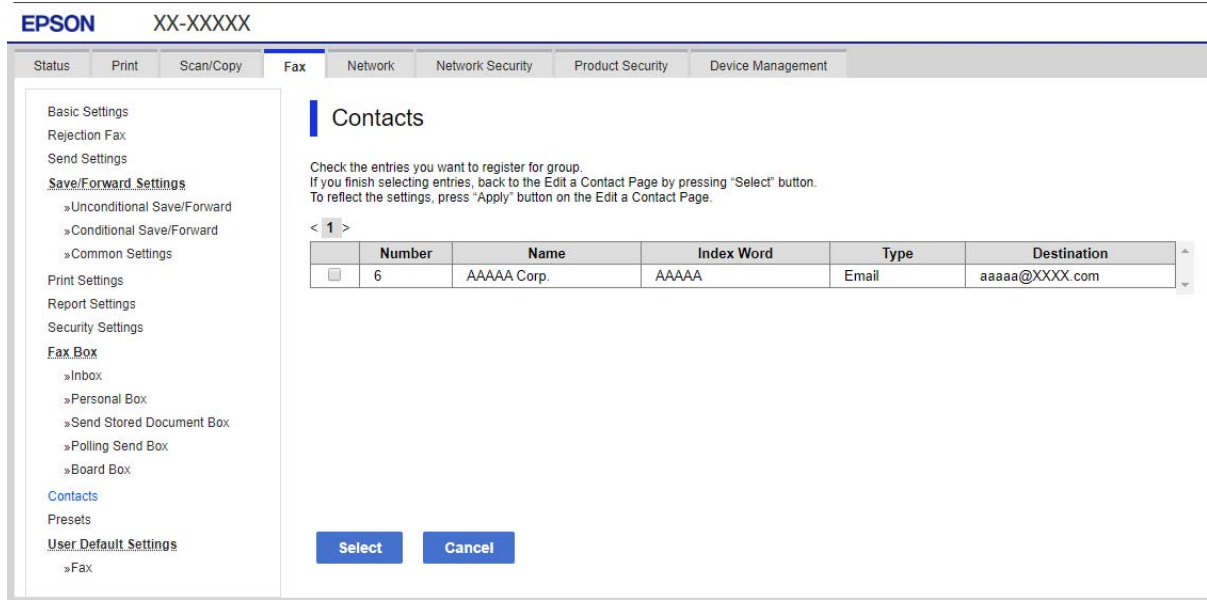 EPSON XX-XXXXX
Status Print Scan/Copy Fax Network Network Security Product Security Device Management
Basic Settings
Rejection Fax
Send Settings
Save/Forward Settings
»Unconditional Save/Forward
»Conditional Save/Forward
»Common Settings
Print Settings
Report Settings
Security Settings
Fax Box
»Inbox
»Personal Box
»Send Stored Document Box
»Polling Send Box
»Board Box
Contacts
Presets
User Default Settings
»Fax
Contacts
Check the entries you want to register for group.
If you finish selecting entries, back to the Edit a Contact Page by pressing “Select” button.
To reflect the settings, press “Apply” button on the Edit a Contact Page.
< 1 >
Number Name Index Word Type Destination
6 AAAAA Corp. AAAAA Email aaaaa@XXXX.com
Select Cancel